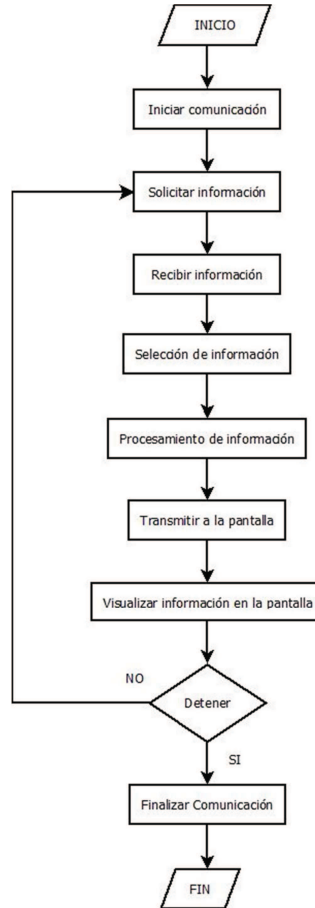 INICIO
Iniciar comunicación
Solicitar información
Recibir información
Selección de información
Procesamiento de información
Transmitir a la pantalla
Visualizar información en la pantalla
NO
Detener
SI
Finalizar Comunicación
FIN